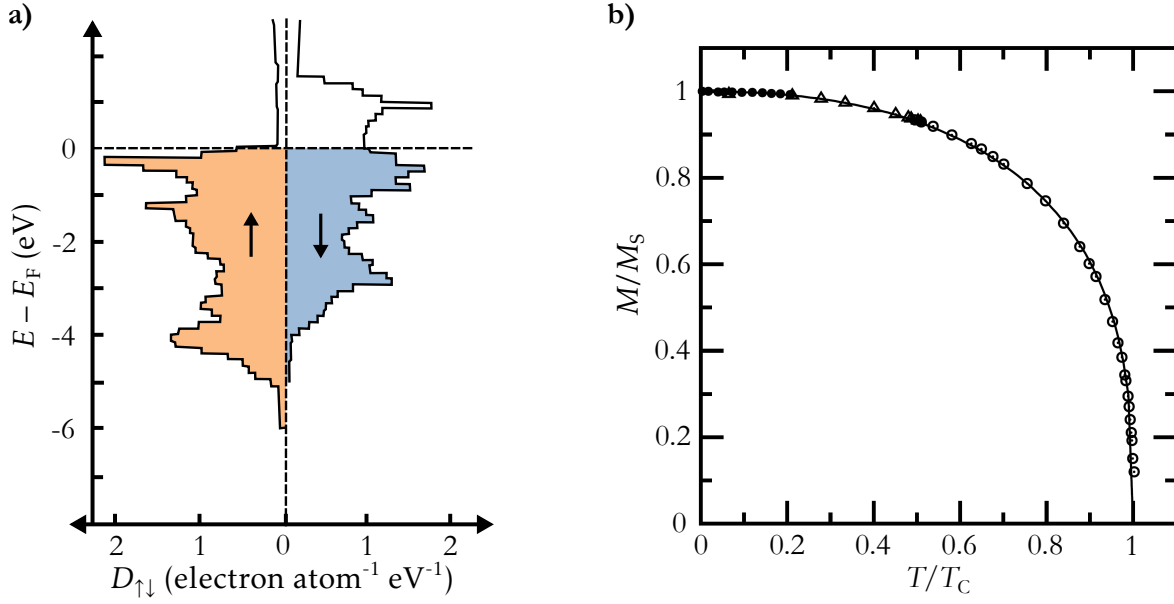 a)
0
-2
-4
-6
E − E_F (eV)
2 1 0 1 2
D_↑↓ (electron atom^-1 eV^-1)
b)
1
0.8
0.6
0.4
0.2
0
M/M_S
0 0.2 0.4 0.6 0.8 1
T/T_C